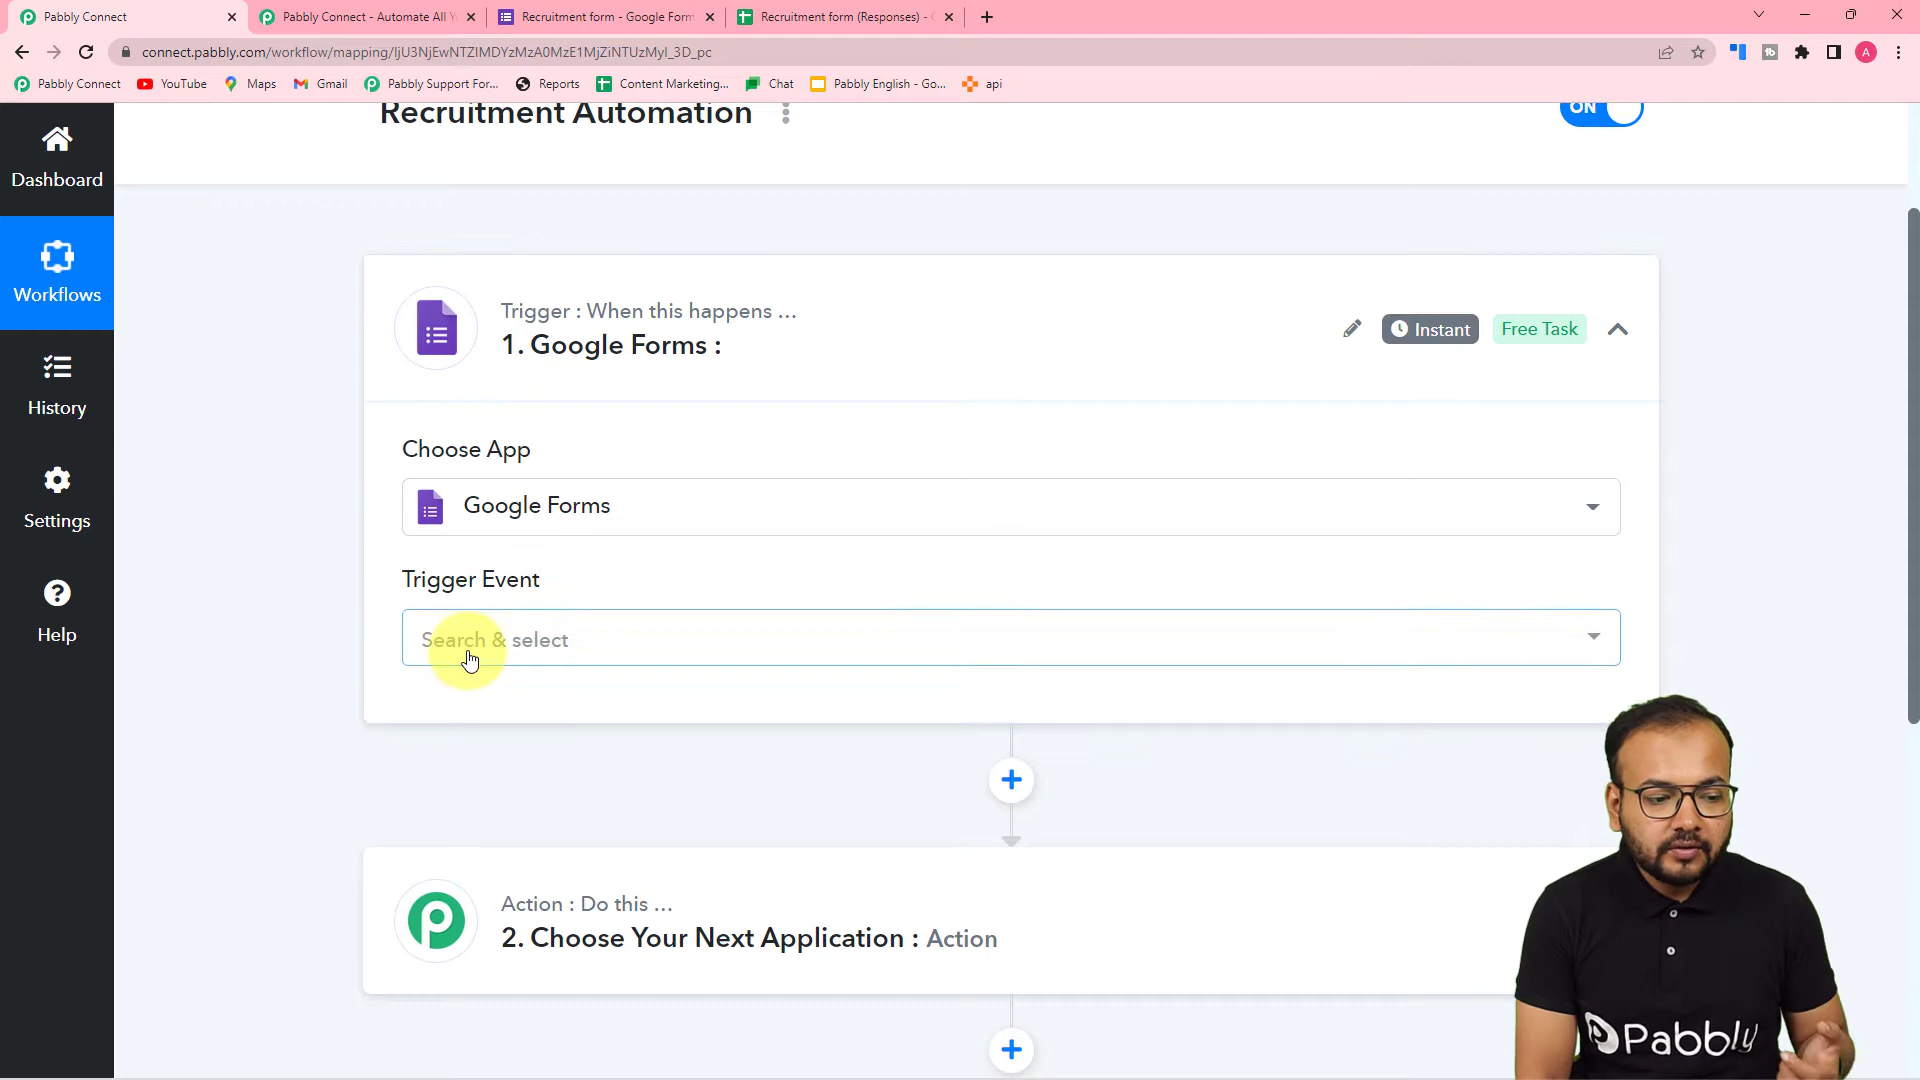 Pabbly Connect
Pabbly Connect - Automate All Y
Recruitment form - Google Form
Recruitment form (Responses) -
connect.pabbly.com/workflow/mapping/IjU3NjEwNTZlMDYzMzA0MzE1MjZiNTUzMyI_3D_pc
Pabbly Connect
YouTube
Maps
Gmail
Pabbly Support For...
Reports
Content Marketing...
Chat
Pabbly English - Go...
api
A
Recruitment Automation
ON
Dashboard
Workflows
History
Settings
Help
Trigger : When this happens ...
1. Google Forms :
Instant
Free Task
Choose App
Google Forms
Trigger Event
Search & select
Action : Do this ...
2. Choose Your Next Application : Action
Pabbly